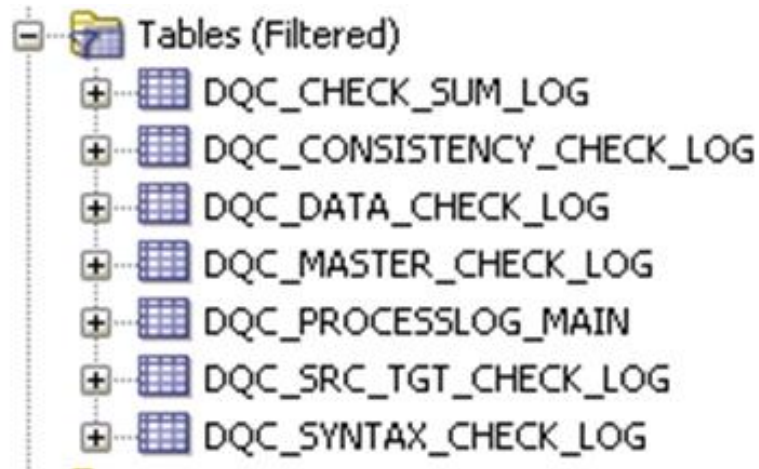 Tables (Filtered)
DQC_CHECK_SUM_LOG
DQC_CONSISTENCY_CHECK_LOG
DQC_DATA_CHECK_LOG
DQC_MASTER_CHECK_LOG
DQC_PROCESSLOG_MAIN
DQC_SRC_TGT_CHECK_LOG
DQC_SYNTAX_CHECK_LOG